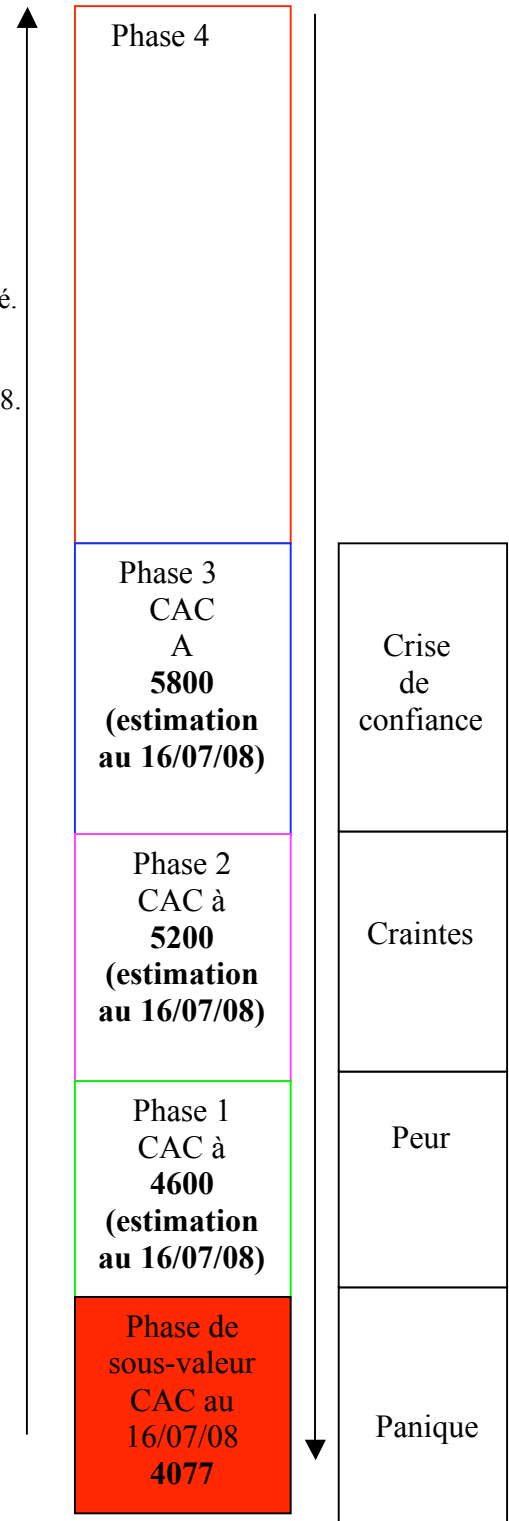 Phase 4
é.
8.
Phase 3
CAC
A
5800
(estimation
au 16/07/08)
Crise
de
confiance
Phase 2
CAC à
5200
(estimation
au 16/07/08)
Craintes
Phase 1
CAC à
4600
(estimation
au 16/07/08)
Peur
Phase de
sous-valeur
CAC au
16/07/08
4077
Panique